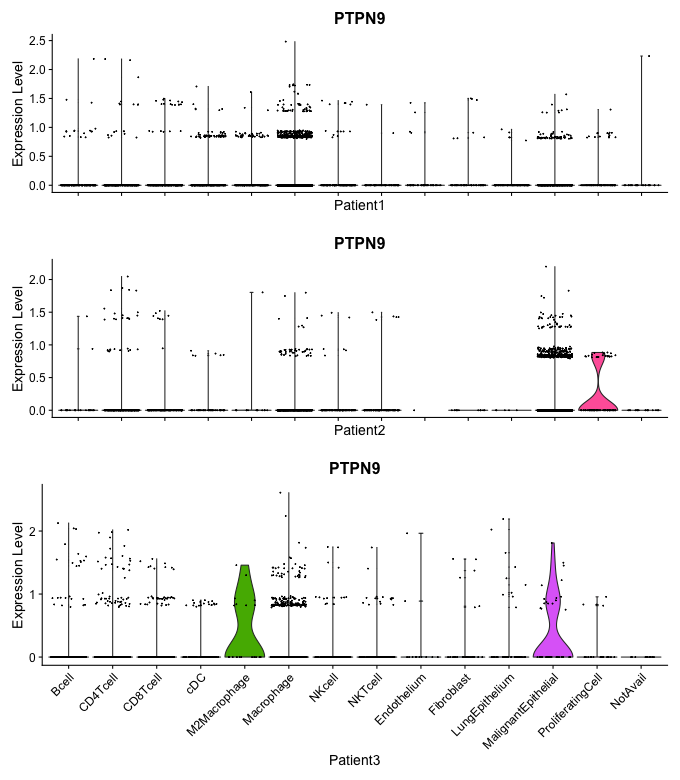 PTPN9
Expression Level
2.5
2.0
1.5
1.0
0.5
0.0
Patient1
PTPN9
Expression Level
2.0
1.5
1.0
0.5
0.0
Patient2
PTPN9
Expression Level
2
1
0
Bcell
CD4Tcell
CD8Tcell
cDC
M2Macrophage
Macrophage
NKcell
NKTcell
Endothelium
Fibroblast
LungEpithelium
MalignantEpithelial
ProliferatingCell
NotAvail
Patient3